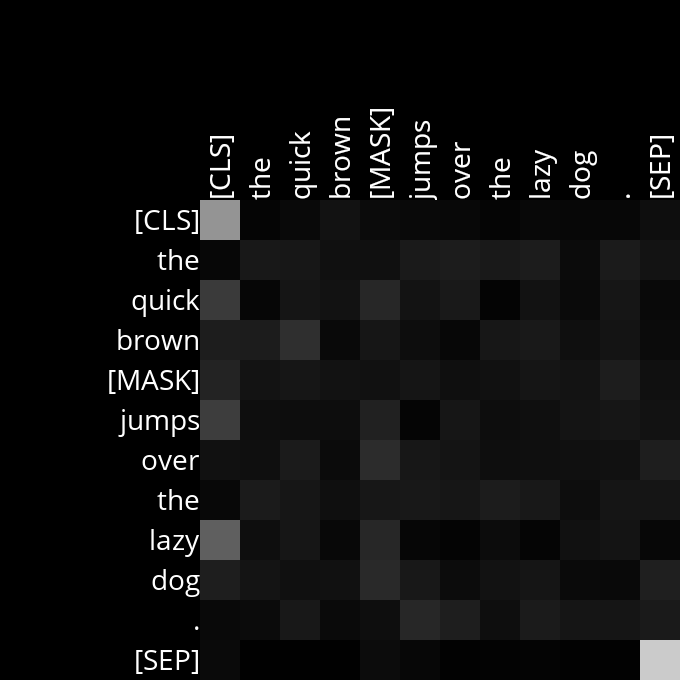 [CLS] the quick brown [MASK] jumps over the lazy dog . [SEP]
[CLS]
the
quick
brown
[MASK]
jumps
over
the
lazy
dog
.
[SEP]